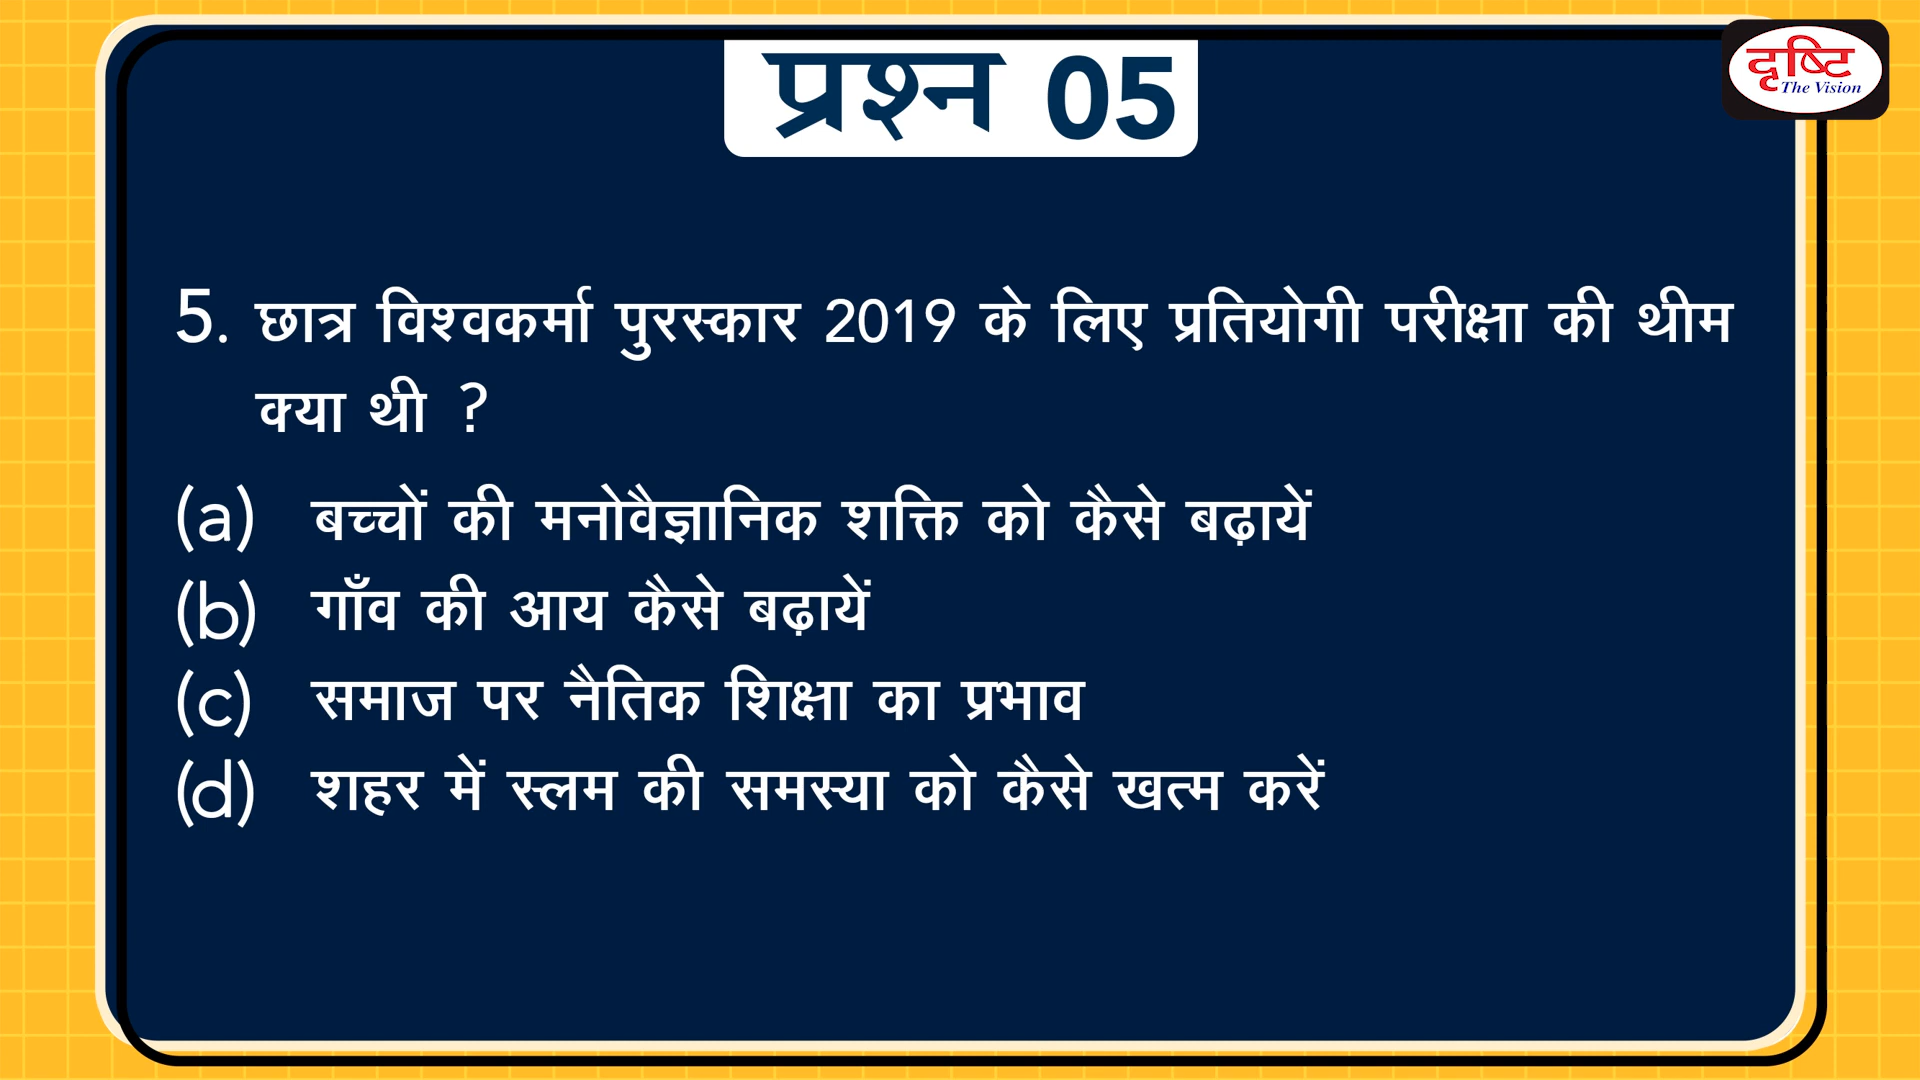 प्रश्न 05
दृष्टि
The Vision
5. छात्र विश्वकर्मा पुरस्कार 2019 के लिए प्रतियोगी परीक्षा की थीम
क्या थी ?
(a) बच्चों की मनोवैज्ञानिक शक्ति को कैसे बढ़ायें
(b) गाँव की आय कैसे बढ़ायें
(c) समाज पर नैतिक शिक्षा का प्रभाव
(d) शहर में स्लम की समस्या को कैसे खत्म करें